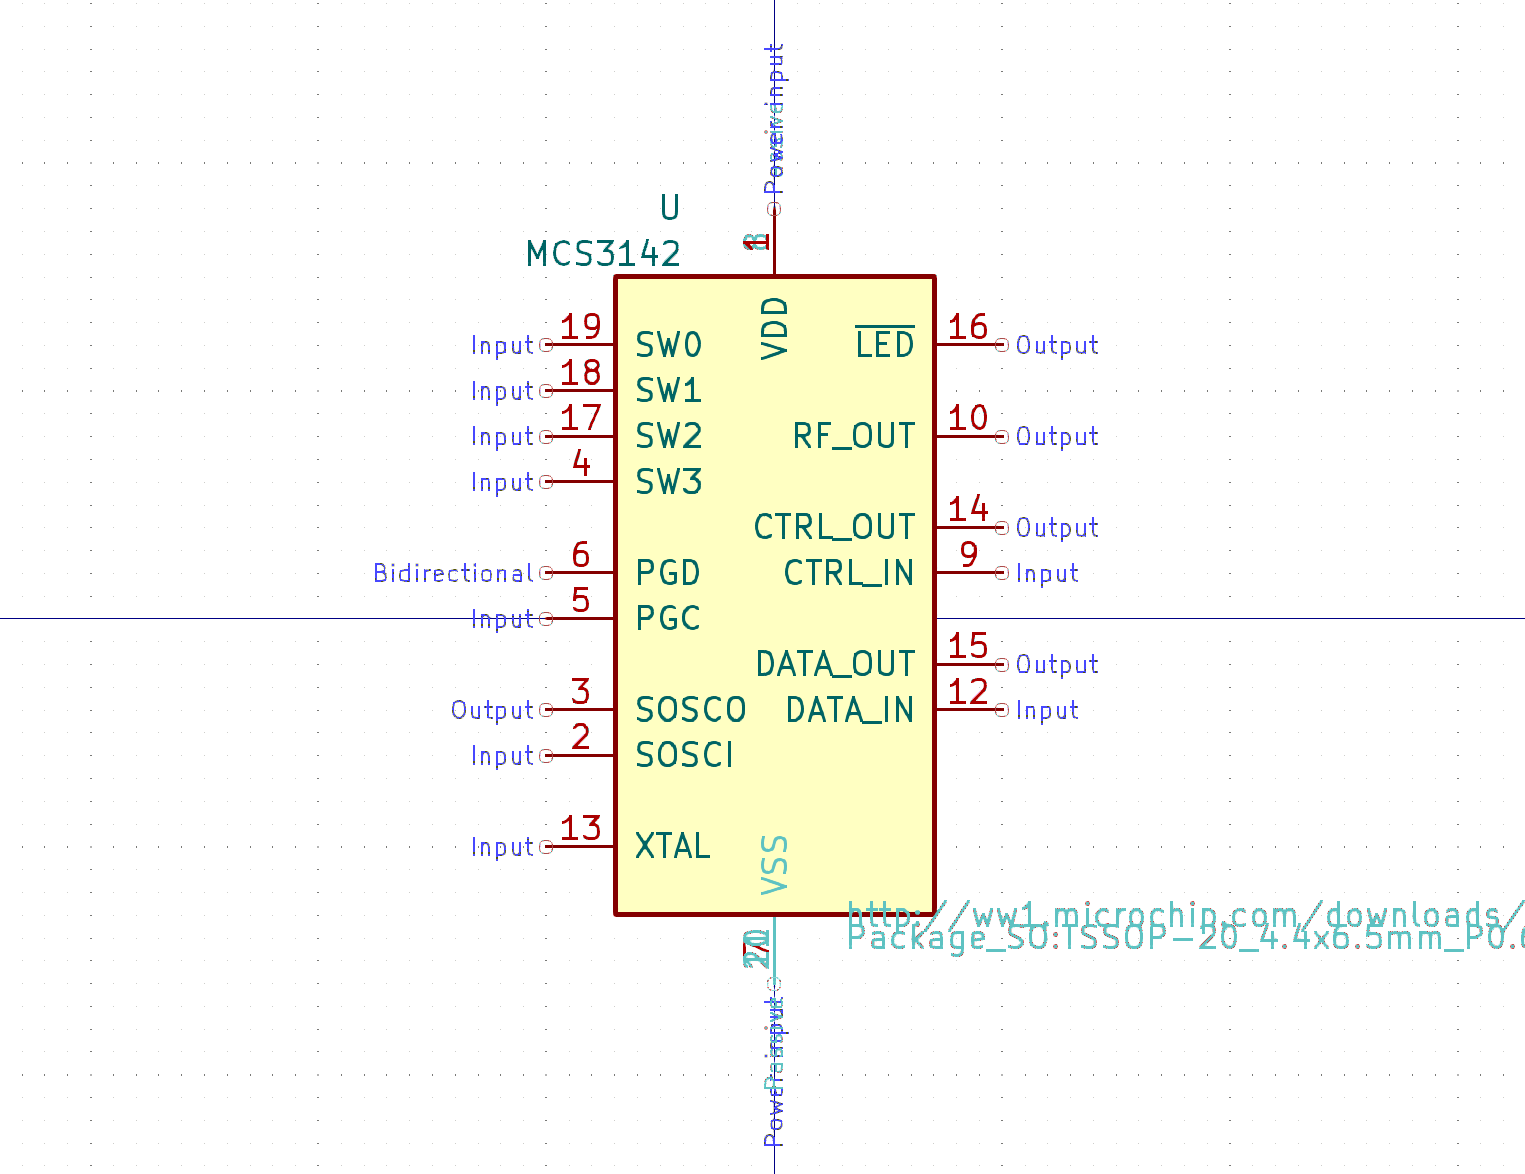 Power input
U
1
MCS3142
VDD
Input 19 SW0 LED 16 Output
Input 18 SW1
Input 17 SW2 RF_OUT 10 Output
Input 4 SW3
CTRL_OUT 14 Output
Bidirectional 6 PGD CTRL_IN 9 Input
Input 5 PGC
DATA_OUT 15 Output
Output 3 SOSCO DATA_IN 12 Input
Input 2 SOSCI
Input 13 XTAL
VSS
http://ww1.microchip.com/downloads/
Package_SO:TSSOP-20_4.4x6.5mm_P0.
Power input